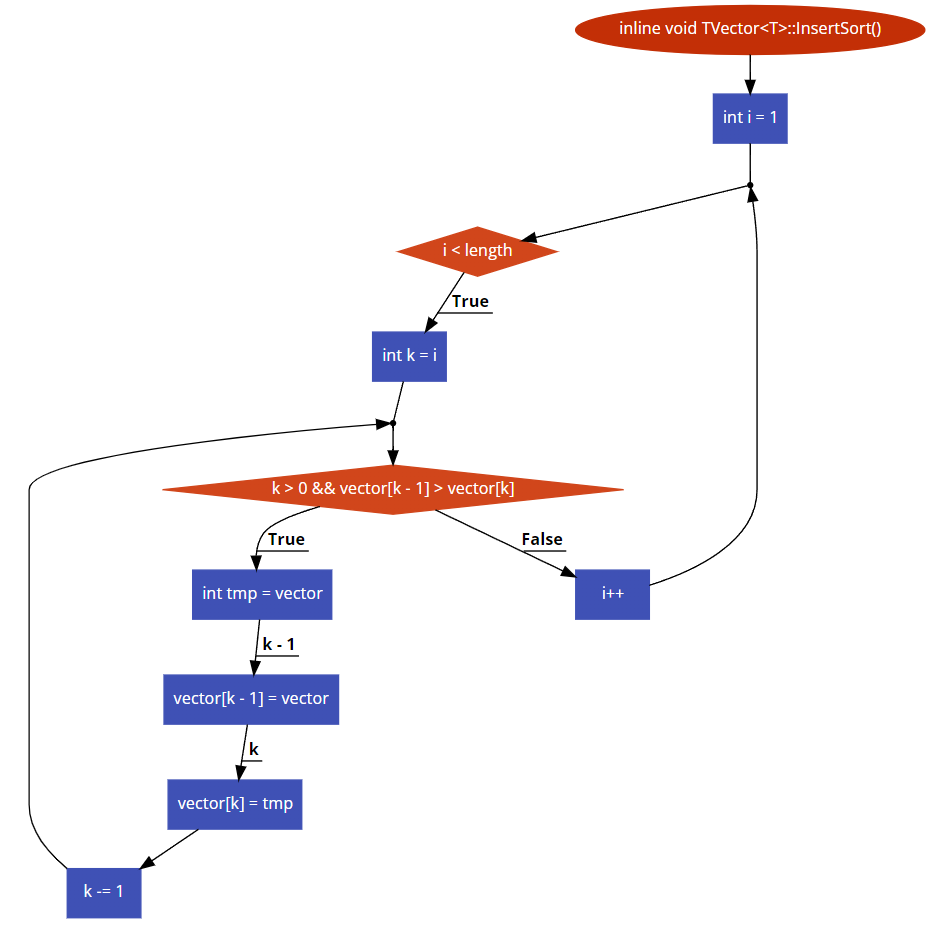 inline void TVector<T>::InsertSort()
int i = 1
i < length
True
int k = i
k > 0 && vector[k - 1] > vector[k]
True
False
int tmp = vector
i++
k - 1
vector[k - 1] = vector
k
vector[k] = tmp
k -= 1